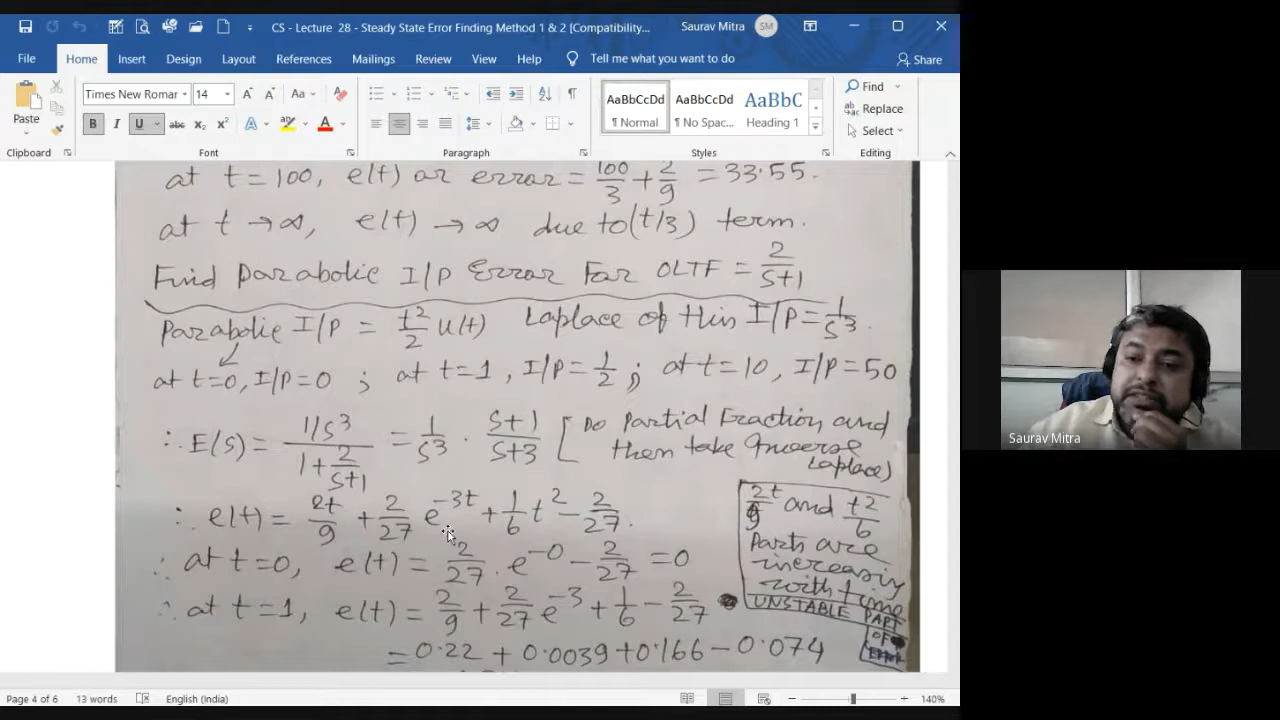 CS - Lecture 28 - Steady State Error Finding Method 1 & 2 [Compatibility... Saurav Mitra SM
File Home Insert Design Layout References Mailings Review View Help Tell me what you want to do Share
Paste Times New Romar 14 Aa AaBbCcDd AaBbCcDd AaBbC Find
B I U abc x₂ x² A A ¶ Normal ¶ No Spac... Heading 1 Replace
Select
Clipboard Font Paragraph Styles Editing
at t=100, e(t) or error = 100/3 + 2/9 = 33.55.
at t→∞, e(t) → ∞ due to (t/3) term.
Find Parabolic I/P Error For OLTF = 2/(s+1)
Parabolic I/P = t²/2 u(t) Laplace of this I/P = 1/s³.
at t=0, I/P=0 ; at t=1, I/P=1/2 ; at t=10, I/P=50
∴ E(s) = (1/s³)/(1+2/(s+1)) = 1/s³ . (s+1)/(s+3) [Do Partial Fraction and
then take Inverse
Laplace)
∴ e(t) = 2t/9 + 2/27 e^-3t + 1/6 t² - 2/27.
∴ at t=0, e(t) = 2/27 . e^-0 - 2/27 = 0
∴ at t=1, e(t) = 2/9 + 2/27 e^-3 + 1/6 - 2/27
= 0.22 + 0.0039 + 0.166 - 0.074
2/9 t and t²/6
Parts are
increasing
with time
UNSTABLE PART
OF
ERROR
Saurav Mitra
Page 4 of 6 13 words English (India) 140%